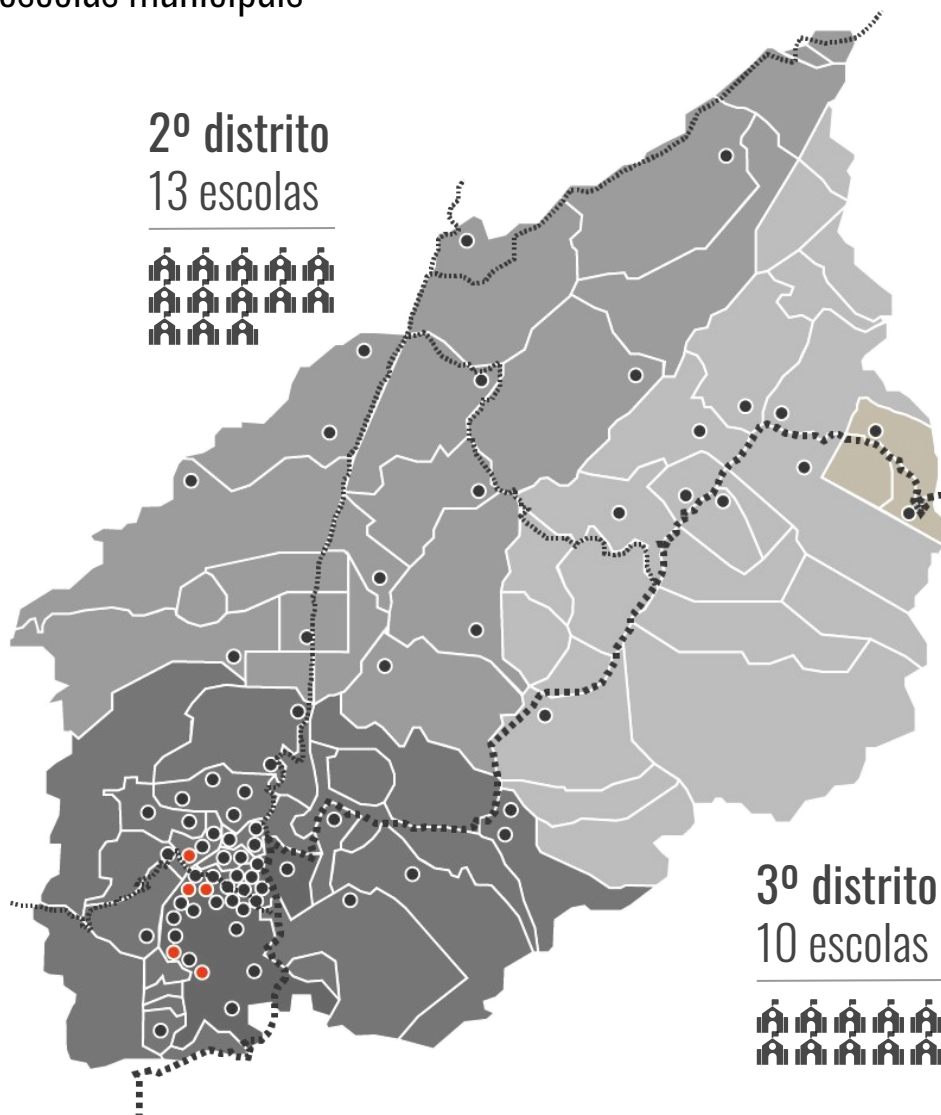 escolas municipais
2º distrito
13 escolas
3º distrito
10 escolas